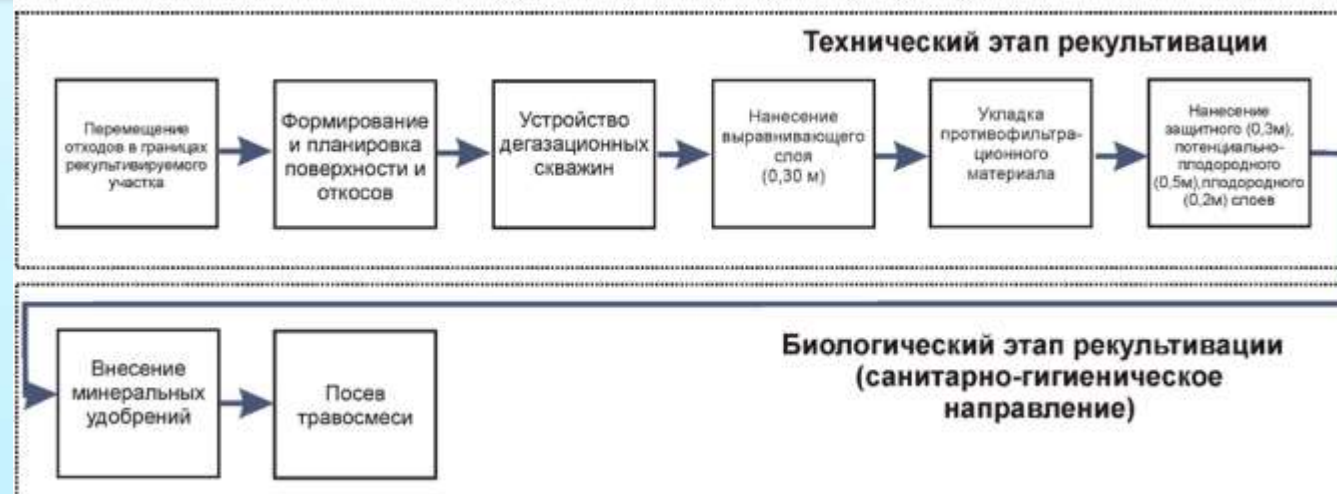 Технический этап рекультивации
Перемещение
отходов в границах
рекультивируемого
участка
Формирование
и планировка
поверхности и
откосов
Устройство
дегазационных
скважин
Нанесение
выравнивающего
слоя
(0,30 м)
Укладка
противофильтра-
ционного
материала
Нанесение
защитного (0,3м),
потенциально-
плодородного
(0,5м),плодородного
(0,2м) слоев
Биологический этап рекультивации
(санитарно-гигиеническое
направление)
Внесение
минеральных
удобрений
Посев
травосмеси